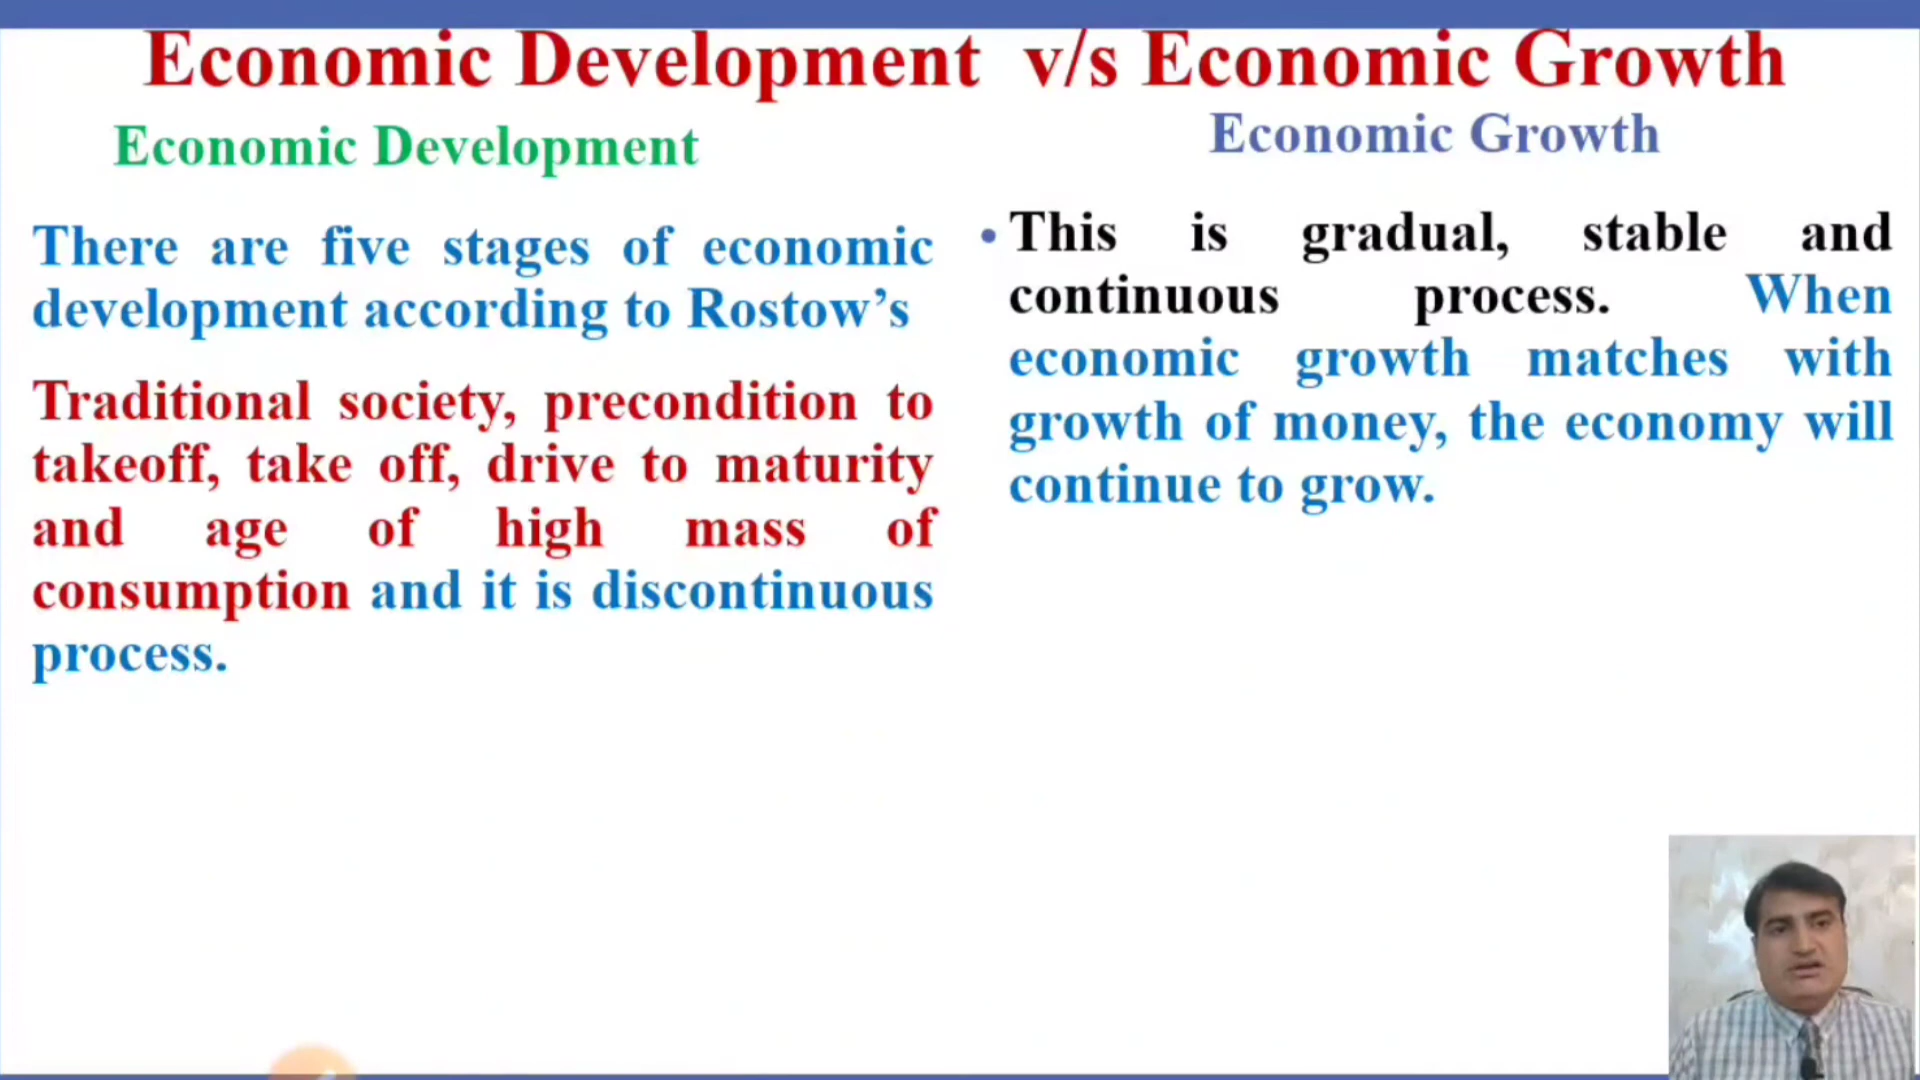 Economic Development v/s Economic Growth
Economic Development
There are five stages of economic
development according to Rostow’s
Traditional society, precondition to
takeoff, take off, drive to maturity
and age of high mass of
consumption and it is discontinuous
process.
Economic Growth
• This is gradual, stable and
continuous process. When
economic growth matches with
growth of money, the economy will
continue to grow.